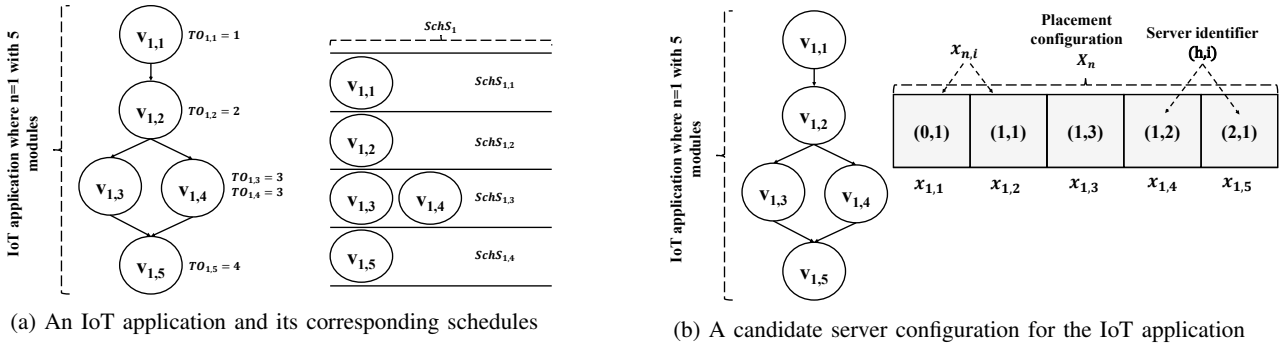 IoT application where n=1 with 5
modules
v₁,₁
TO₁,₁ = 1
v₁,₂
TO₁,₂ = 2
v₁,₃
v₁,₄
TO₁,₃ = 3
TO₁,₄ = 3
v₁,₅
TO₁,₅ = 4
SchS₁
v₁,₁
SchS₁,₁
v₁,₂
SchS₁,₂
v₁,₃
v₁,₄
SchS₁,₃
v₁,₅
SchS₁,₄
(a) An IoT application and its corresponding schedules
IoT application where n=1 with 5
modules
v₁,₁
v₁,₂
v₁,₃
v₁,₄
v₁,₅
xₙ,ᵢ
Placement
configuration
Xₙ
Server identifier
(h,i)
(0,1) (1,1) (1,3) (1,2) (2,1)
x₁,₁ x₁,₂ x₁,₃ x₁,₄ x₁,₅
(b) A candidate server configuration for the IoT application